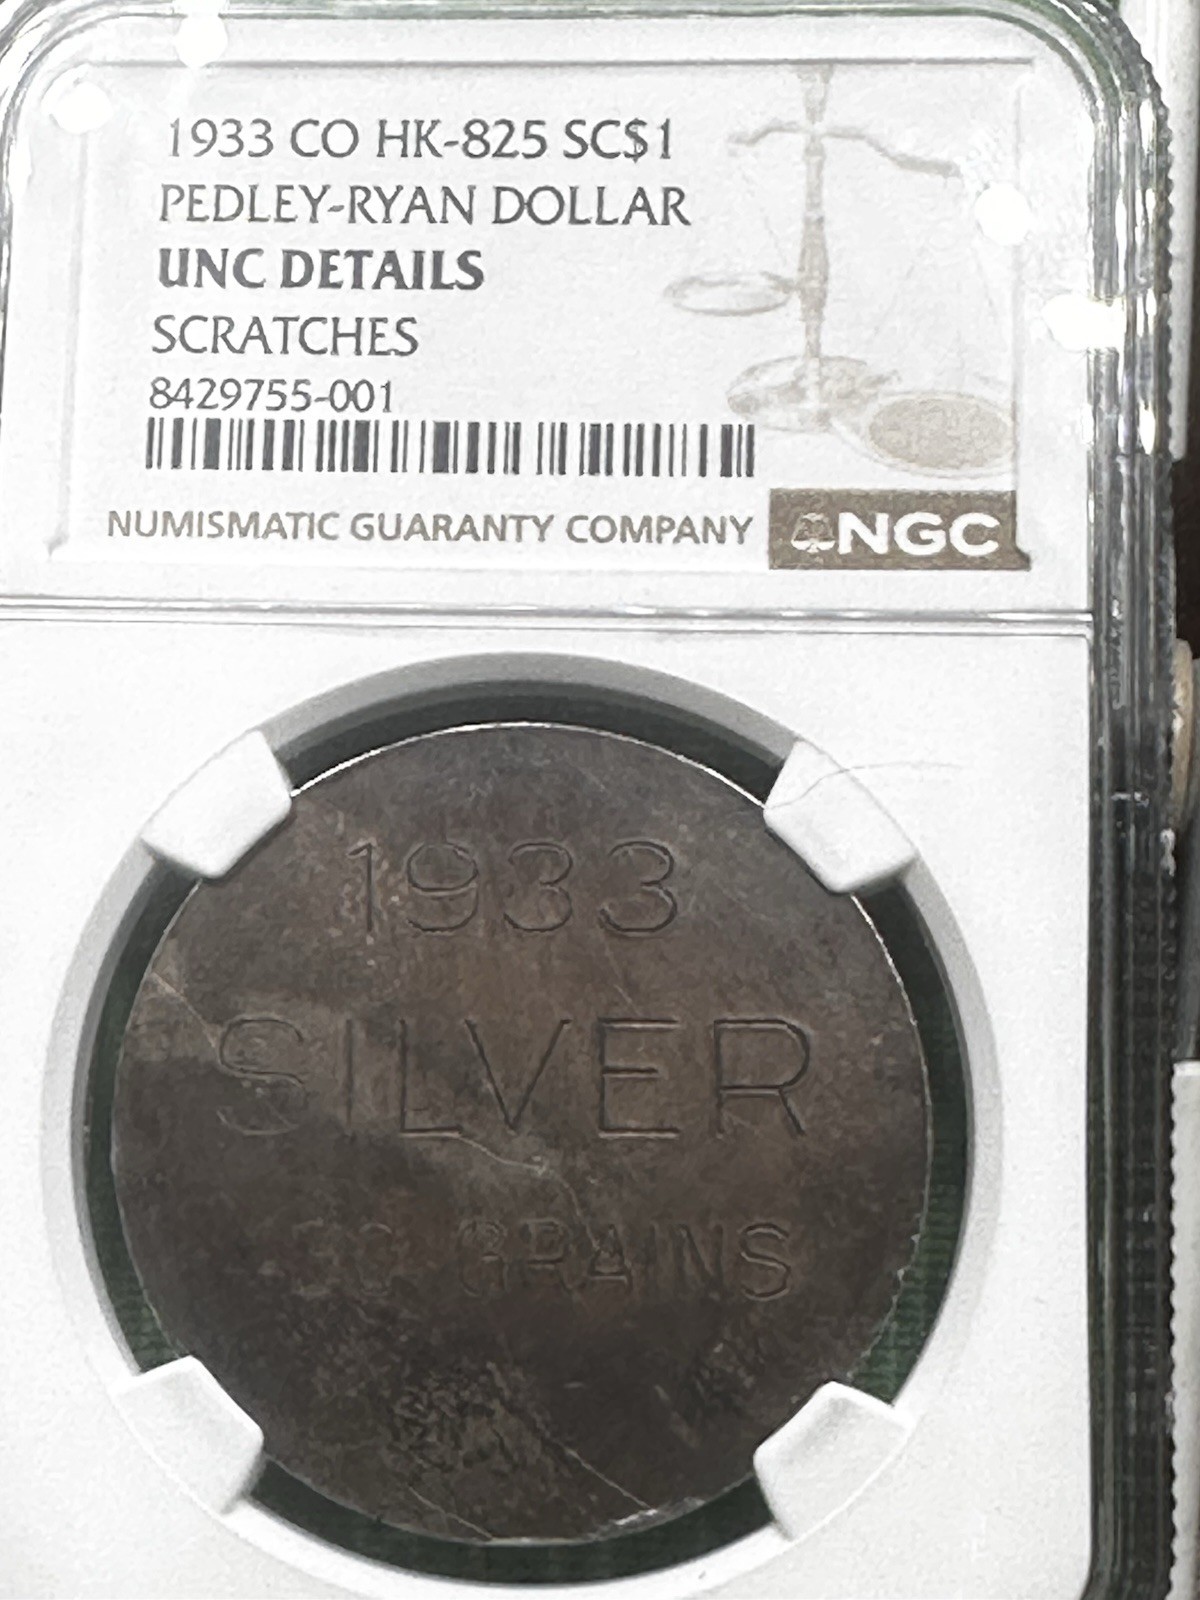 1933 CO HK-825 SC$1
PEDLEY-RYAN DOLLAR
UNC DETAILS
SCRATCHES
8429755-001
NUMISMATIC GUARANTY COMPANY NGC
1933
SILVER
GRAINS